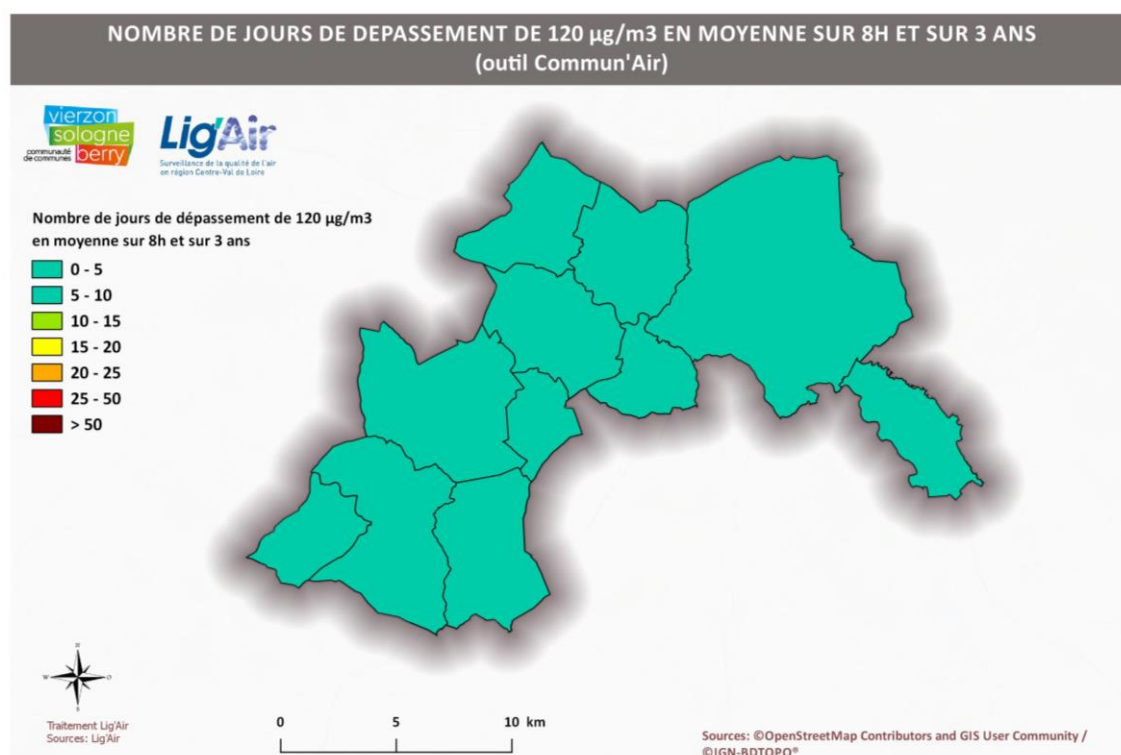 NOMBRE DE JOURS DE DEPASSEMENT DE 120 µg/m3 EN MOYENNE SUR 8H ET SUR 3 ANS
(outil Commun'Air)
vierzon
sologne
berry
communauté
de communes
Lig'Air
Surveillance de la qualité de l'air
en région Centre-Val de Loire
Nombre de jours de dépassement de 120 µg/m3
en moyenne sur 8h et sur 3 ans
0 - 5
5 - 10
10 - 15
15 - 20
20 - 25
25 - 50
> 50
N
W O
S
Traitement Lig'Air
Sources: Lig'Air
0 5 10 km
Sources: ©OpenStreetMap Contributors and GIS User Community /
©IGN-BDTOPO®